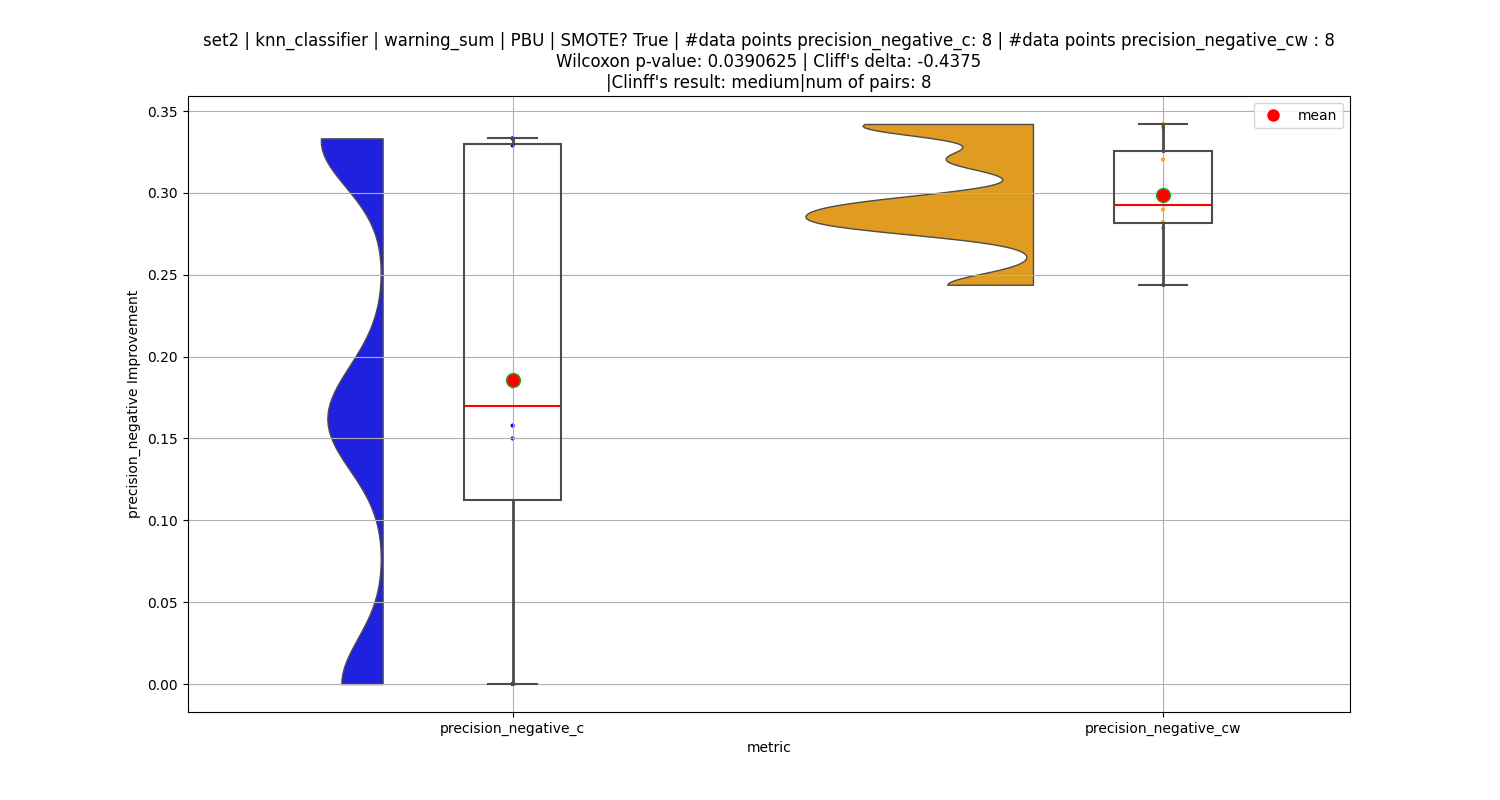 set2 | knn_classifier | warning_sum | PBU | SMOTE? True | #data points precision_negative_c: 8 | #data points precision_negative_cw : 8
Wilcoxon p-value: 0.0390625 | Cliff's delta: -0.4375
|Clinff's result: medium|num of pairs: 8
mean
0.35
0.30
0.25
0.20
0.15
0.10
0.05
0.00
precision_negative Improvement
precision_negative_c
precision_negative_cw
metric